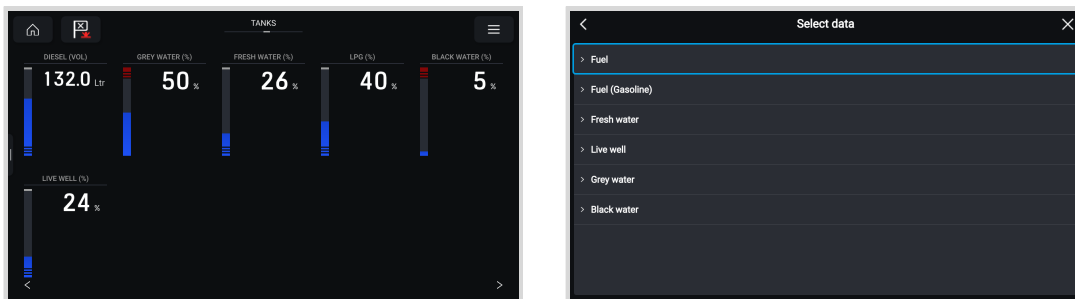 TANKS
DIESEL (VOL)
132.0 Ltr
GREY WATER (%)
50 %
FRESH WATER (%)
26 %
LPG (%)
40 %
BLACK WATER (%)
5 %
LIVE WELL (%)
24 %
Select data
Fuel
Fuel (Gasoline)
Fresh water
Live well
Grey water
Black water